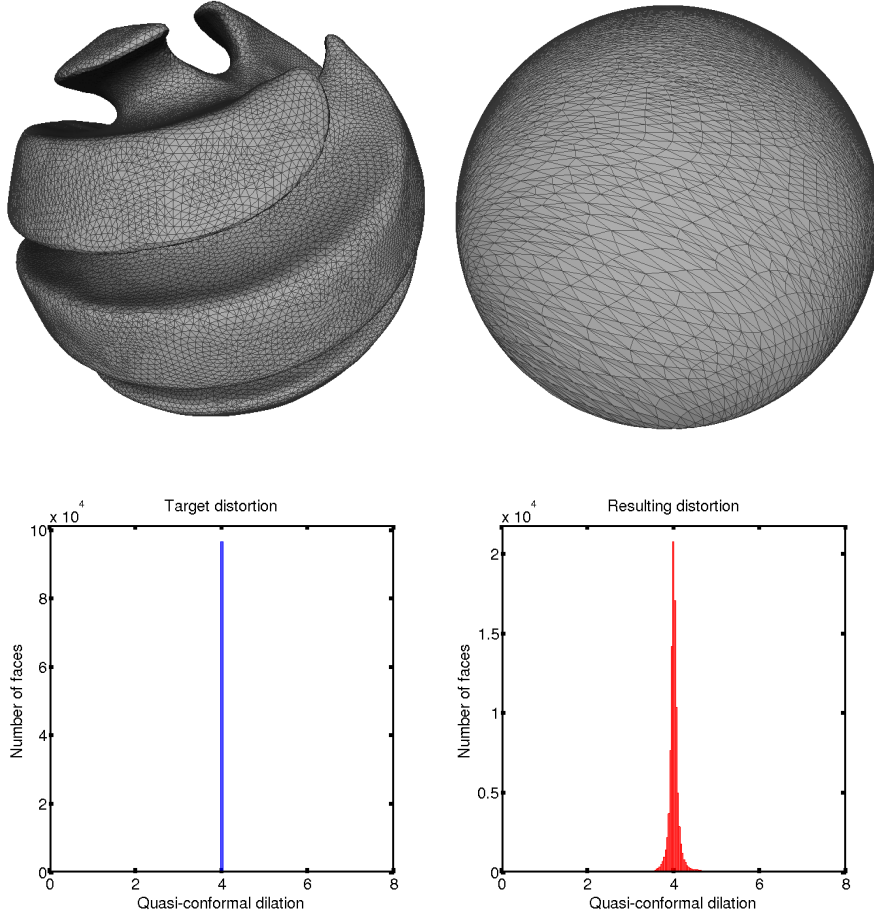 Target distortion
x 10^4
10
8
6
4
2
0
0 2 4 6 8
Number of faces
Quasi-conformal dilation
Resulting distortion
x 10^4
2
1.5
1
0.5
0
0 2 4 6 8
Number of faces
Quasi-conformal dilation